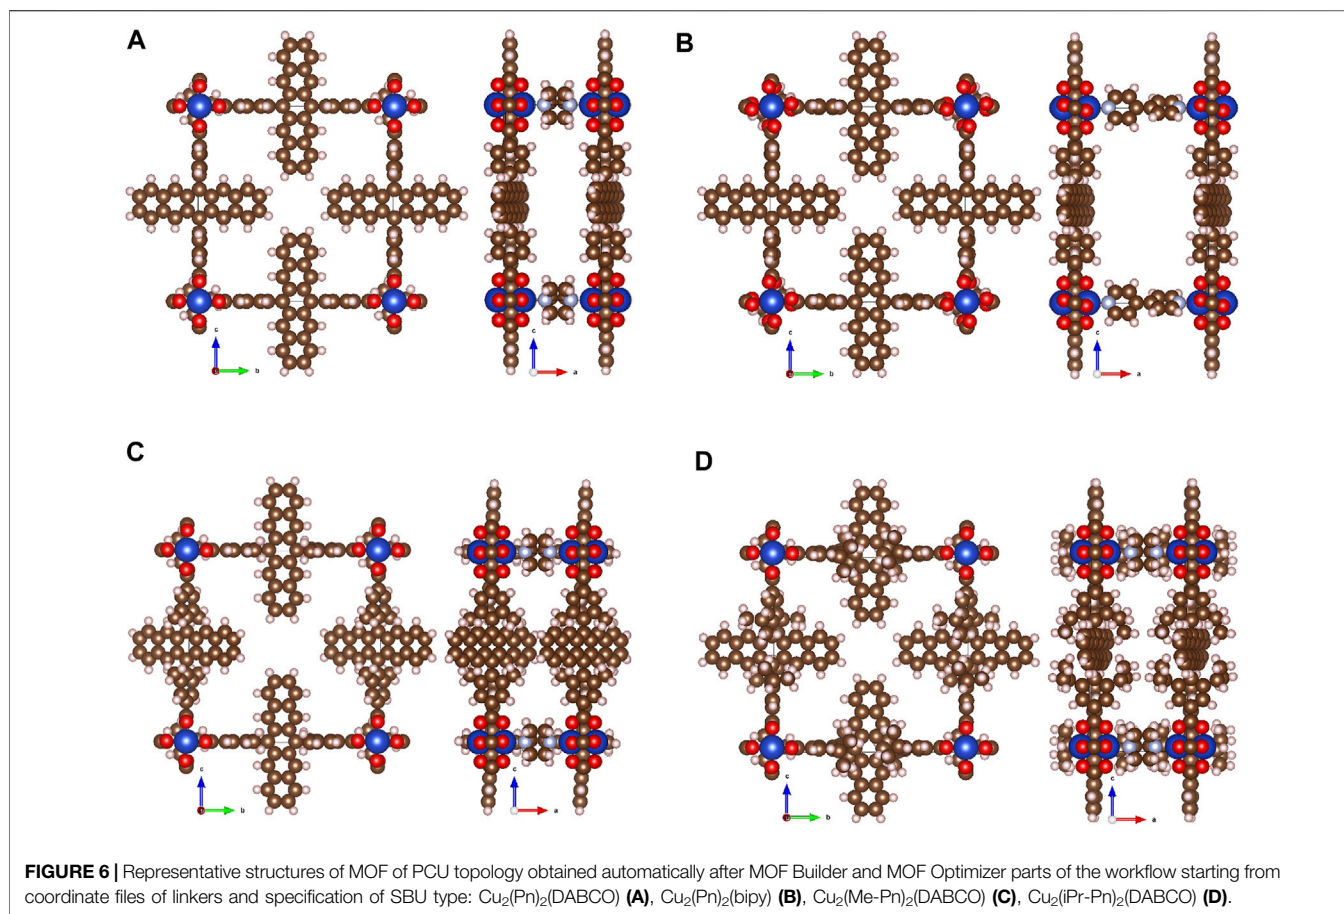 A
B
c
b
c
a
c
b
c
a
C
D
c
b
c
a
c
b
c
a
FIGURE 6 | Representative structures of MOF of PCU topology obtained automatically after MOF Builder and MOF Optimizer parts of the workflow starting from
coordinate files of linkers and specification of SBU type: Cu₂(Pn)₂(DABCO) (A), Cu₂(Pn)₂(bipy) (B), Cu₂(Me-Pn)₂(DABCO) (C), Cu₂(iPr-Pn)₂(DABCO) (D).